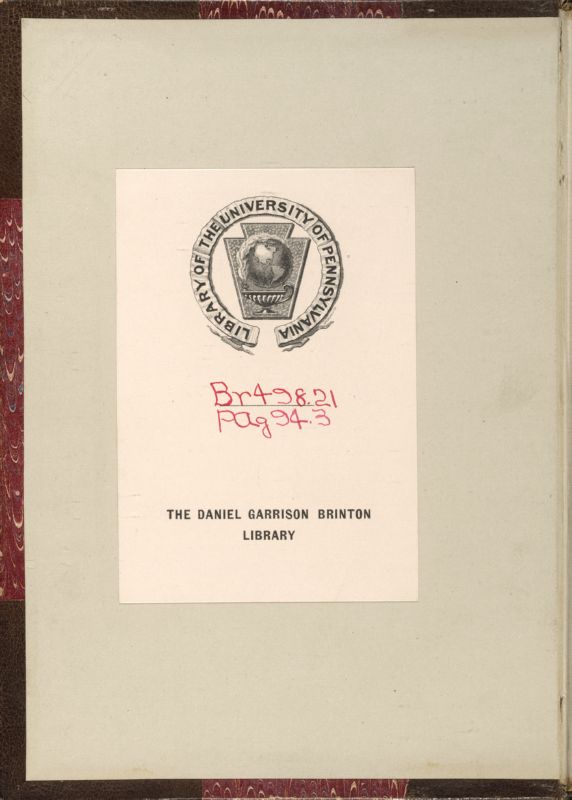 LIBRARY OF THE UNIVERSITY OF PENNSYLVANIA
Br498.21
PAg94.3
THE DANIEL GARRISON BRINTON
LIBRARY